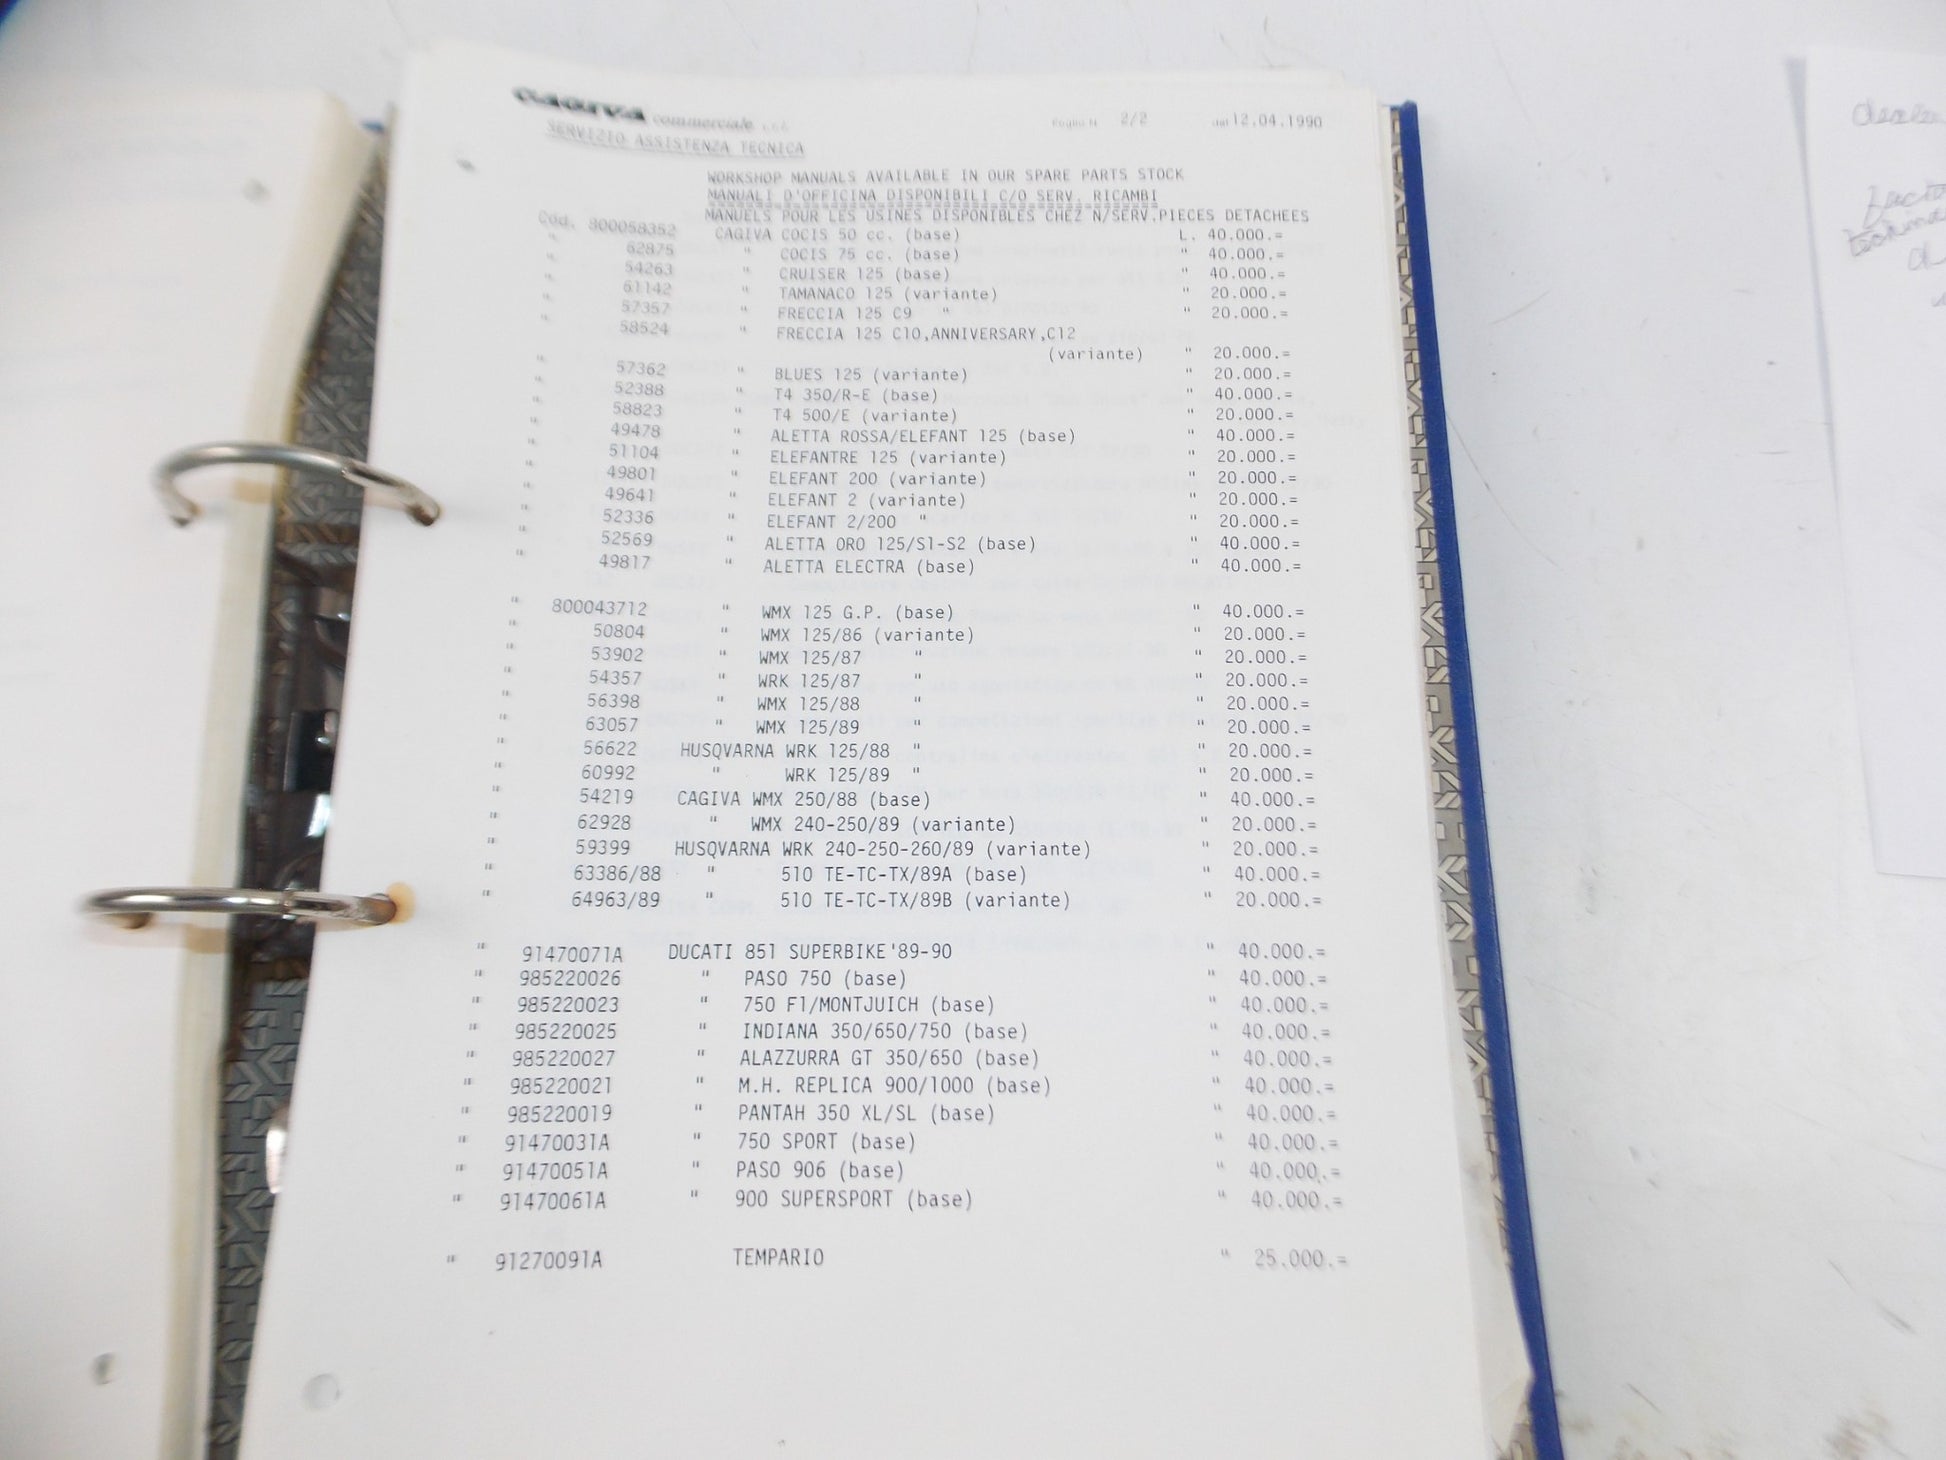 CAGIVA commerciale s.r.l.
Pagina N. 2/2 del 12.04.1990
SERVIZIO ASSISTENZA TECNICA
WORKSHOP MANUALS AVAILABLE IN OUR SPARE PARTS STOCK
MANUALI D'OFFICINA DISPONIBILI C/O SERV. RICAMBI
MANUELS POUR LES USINES DISPONIBLES CHEZ N/SERV.PIECES DETACHEES
Cod. 800058352 CAGIVA COCIS 50 cc. (base) L. 40.000.=
" 62875 " COCIS 75 cc. (base) " 40.000.=
" 54263 " CRUISER 125 (base) " 40.000.=
" 61142 " TAMANACO 125 (variante) " 20.000.=
" 57357 " FRECCIA 125 C9 " " 20.000.=
" 58524 " FRECCIA 125 C10,ANNIVERSARY,C12
(variante) " 20.000.=
" 57362 " BLUES 125 (variante) " 20.000.=
" 52388 " T4 350/R-E (base) " 40.000.=
" 58823 " T4 500/E (variante) " 20.000.=
" 49478 " ALETTA ROSSA/ELEFANT 125 (base) " 40.000.=
" 51104 " ELEFANTRE 125 (variante) " 20.000.=
" 49801 " ELEFANT 200 (variante) " 20.000.=
" 49641 " ELEFANT 2 (variante) " 20.000.=
" 52336 " ELEFANT 2/200 " " 20.000.=
" 52569 " ALETTA ORO 125/S1-S2 (base) " 40.000.=
" 49817 " ALETTA ELECTRA (base) " 40.000.=
" 800043712 " WMX 125 G.P. (base) " 40.000.=
" 50804 " WMX 125/86 (variante) " 20.000.=
" 53902 " WMX 125/87 " " 20.000.=
" 54357 " WRK 125/87 " " 20.000.=
" 56398 " WMX 125/88 " " 20.000.=
" 63057 " WMX 125/89 " " 20.000.=
" 56622 HUSQVARNA WRK 125/88 " " 20.000.=
" 60992 " WRK 125/89 " " 20.000.=
" 54219 CAGIVA WMX 250/88 (base) " 40.000.=
" 62928 " WMX 240-250/89 (variante) " 20.000.=
" 59399 HUSQVARNA WRK 240-250-260/89 (variante) " 20.000.=
" 63386/88 " 510 TE-TC-TX/89A (base) " 40.000.=
" 64963/89 " 510 TE-TC-TX/89B (variante) " 20.000.=
" 91470071A DUCATI 851 SUPERBIKE'89-90 " 40.000.=
" 985220026 " PASO 750 (base) " 40.000.=
" 985220023 " 750 F1/MONTJUICH (base) " 40.000.=
" 985220025 " INDIANA 350/650/750 (base) " 40.000.=
" 985220027 " ALAZZURRA GT 350/650 (base) " 40.000.=
" 985220021 " M.H. REPLICA 900/1000 (base) " 40.000.=
" 985220019 " PANTAH 350 XL/SL (base) " 40.000.=
" 91470031A " 750 SPORT (base) " 40.000.=
" 91470051A " PASO 906 (base) " 40.000.=
" 91470061A " 900 SUPERSPORT (base) " 40.000.=
" 91270091A TEMPARIO " 25.000.=